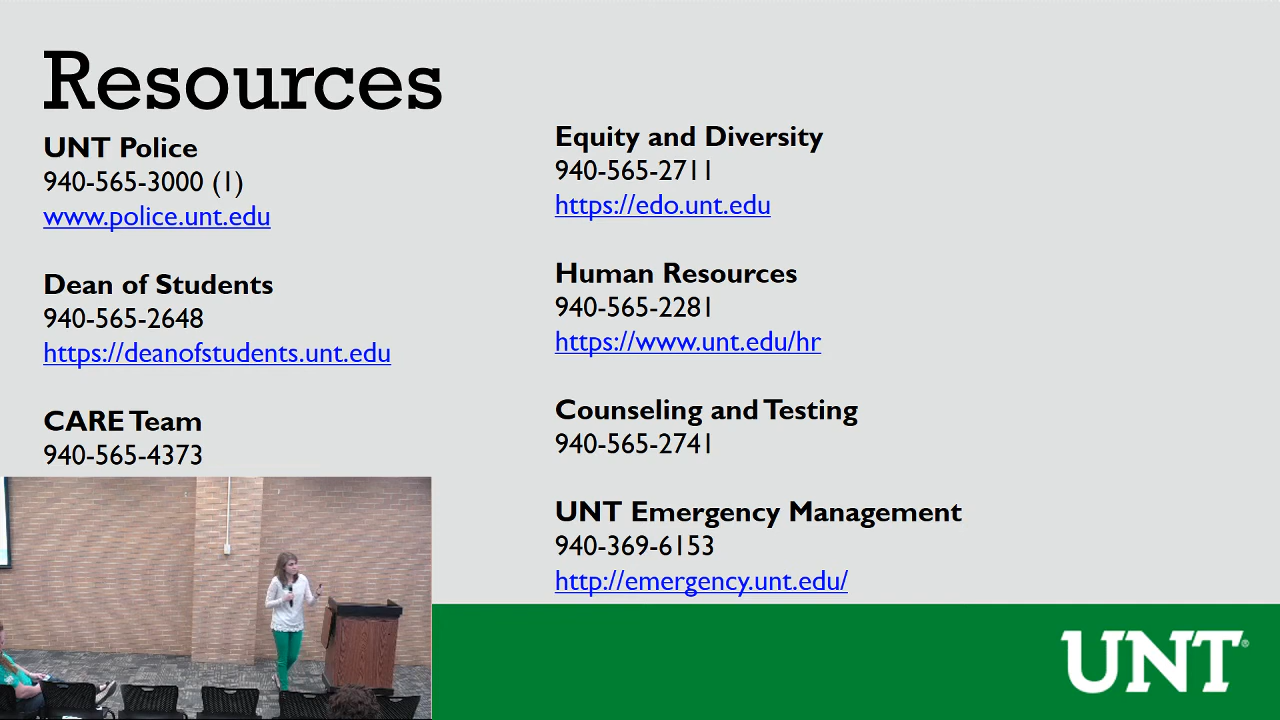 Resources
UNT Police
940-565-3000 (1)
www.police.unt.edu
Dean of Students
940-565-2648
https://deanofstudents.unt.edu
CARE Team
940-565-4373
Equity and Diversity
940-565-2711
https://edo.unt.edu
Human Resources
940-565-2281
https://www.unt.edu/hr
Counseling and Testing
940-565-2741
UNT Emergency Management
940-369-6153
http://emergency.unt.edu/
UNT®